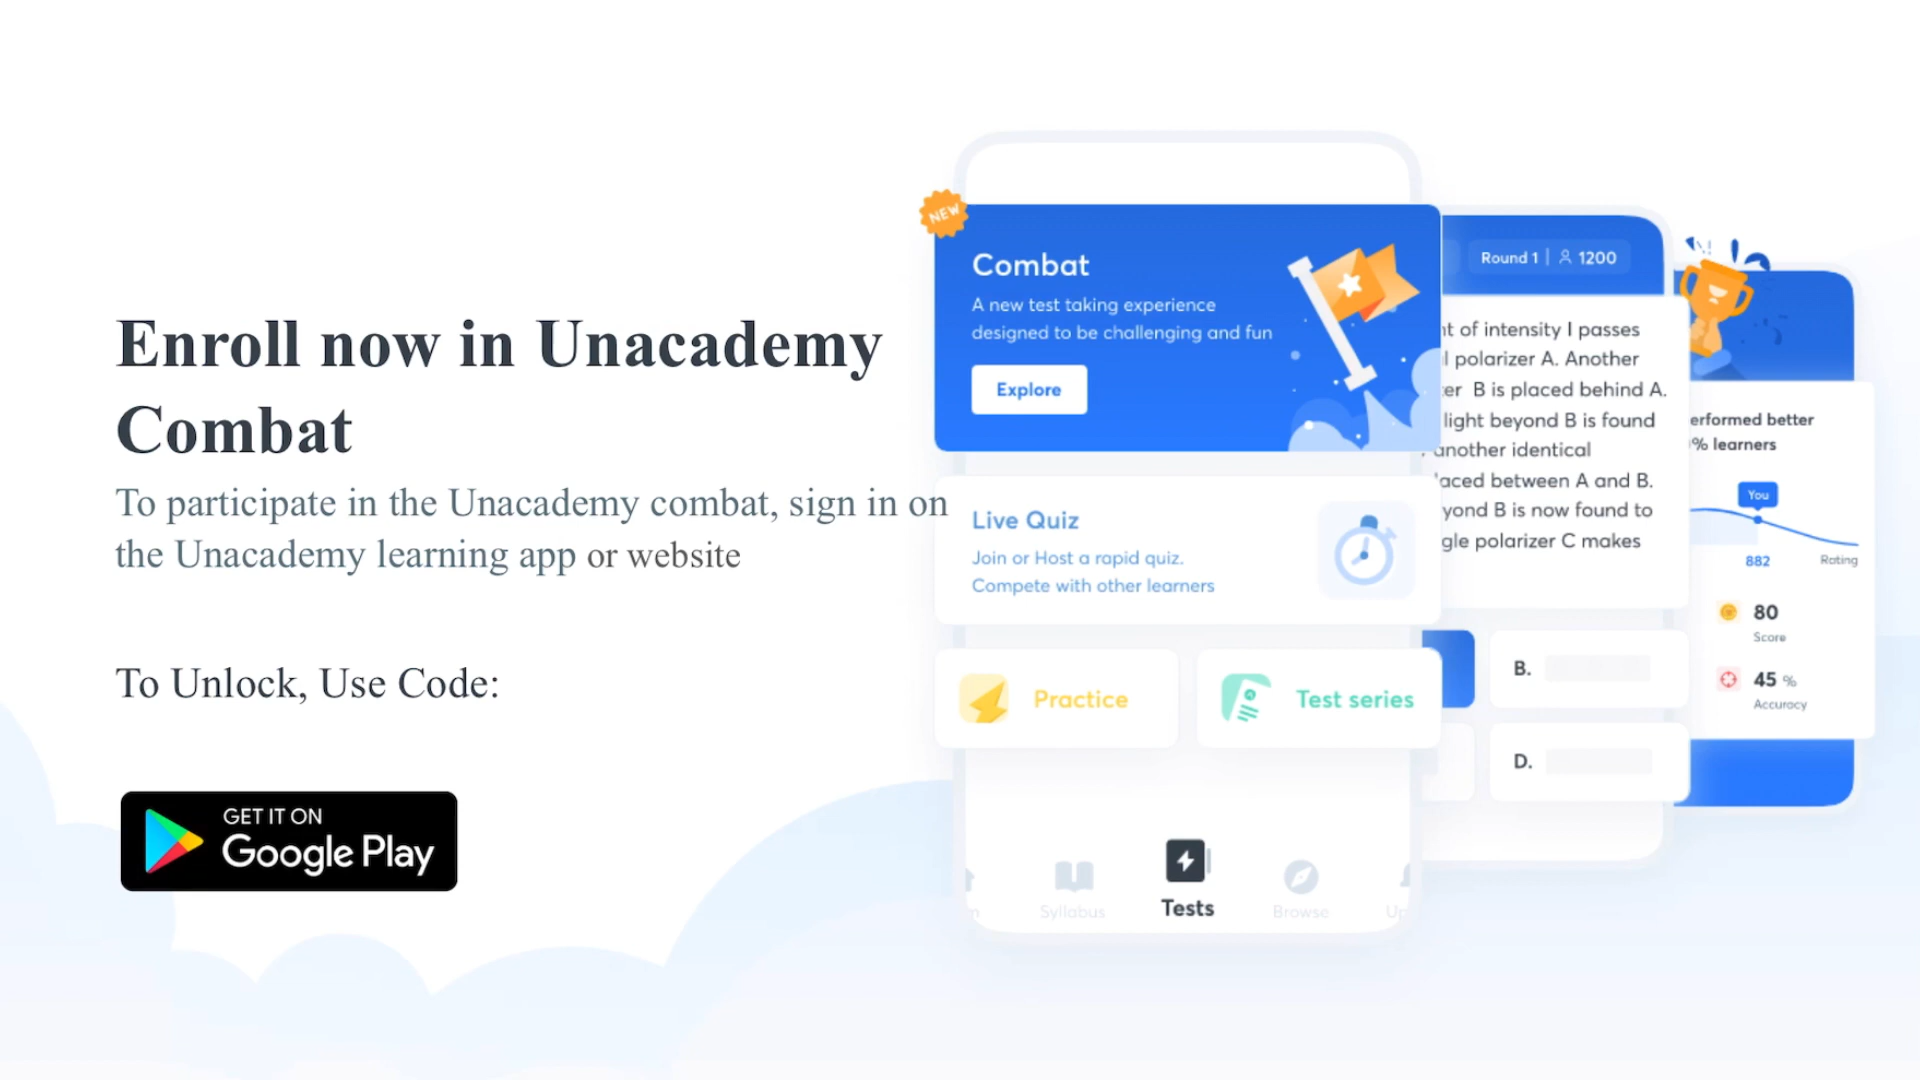 Enroll now in Unacademy
Combat
To participate in the Unacademy combat, sign in on
the Unacademy learning app or website
To Unlock, Use Code:
GET IT ON
Google Play
NEW
Combat
A new test taking experience
designed to be challenging and fun
Explore
Live Quiz
Join or Host a rapid quiz.
Compete with other learners
Practice
Test series
Syllabus
Tests
Browse
Round 1 | 1200
of intensity I passes
polarizer A. Another
B is placed behind A.
light beyond B is found
another identical
between A and B.
B is now found to
polarizer C makes
B.
D.
better
% learners
You
882
Rating
80
Score
45 %
Accuracy